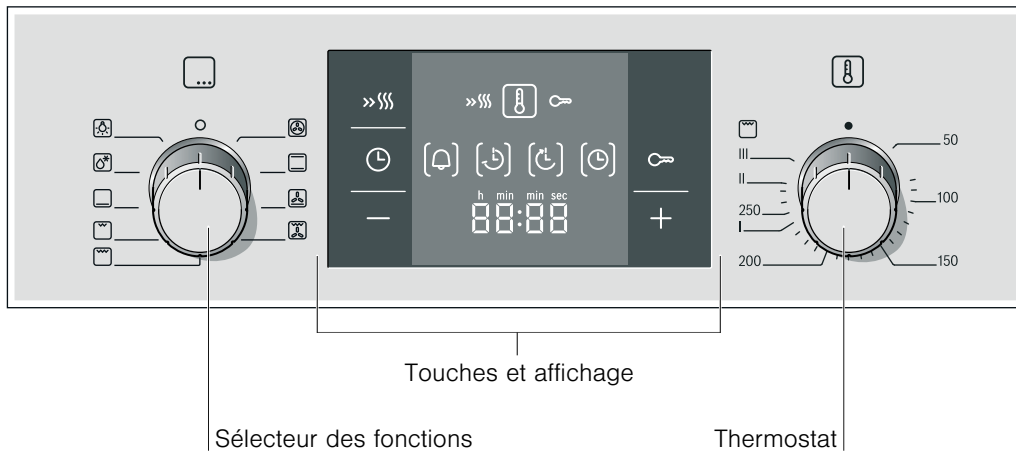 50
III
II
100
250
I
200
150
h min min sec
88:88
Touches et affichage
Sélecteur des fonctions
Thermostat